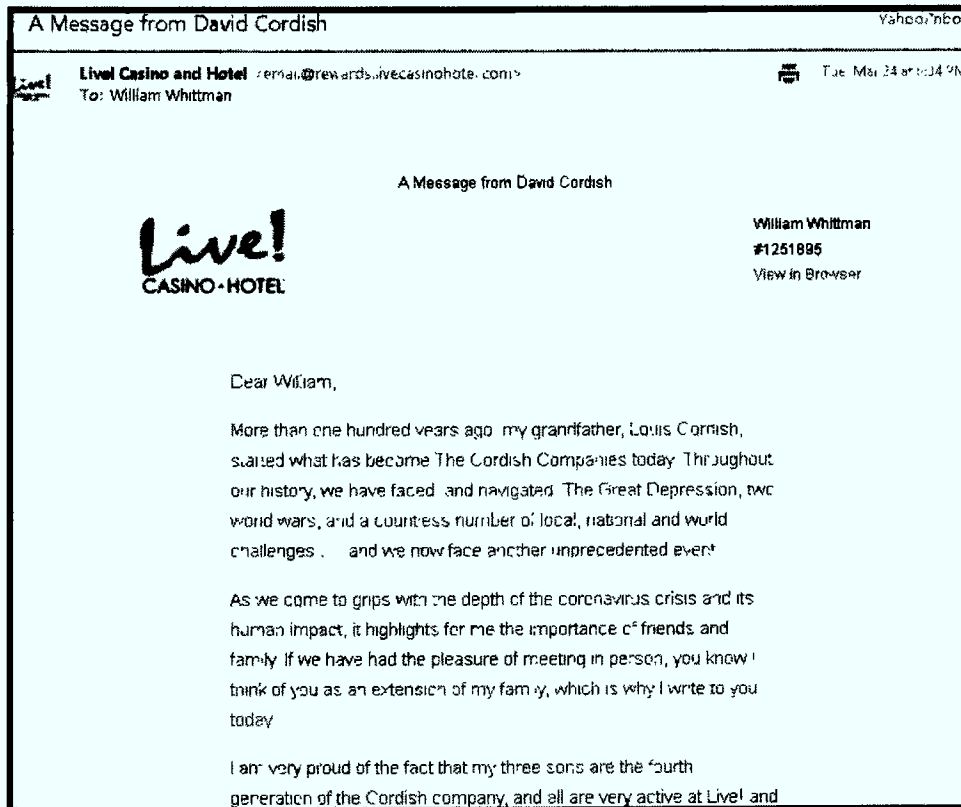 A Message from David Cordish
Live! Casino and Hotel
To: William Whittman
Tue Mar 24 at
A Message from David Cordish
Live!
CASINO • HOTEL
William Whittman
#1251895
View in Browser
Dear William,
More than one hundred years ago my grandfather, Louis Cordish,
started what has become The Cordish Companies today Throughout
our history, we have faced and navigated The Great Depression, two
world wars, and a countless number of local, national and world
challenges . and we now face another unprecedented event
As we come to grips with the depth of the coronavirus crisis and its
human impact, it highlights for me the importance of friends and
family If we have had the pleasure of meeting in person, you know I
think of you as an extension of my family, which is why I write to you
today
I am very proud of the fact that my three sons are the fourth
generation of the Cordish company, and all are very active at Live! and